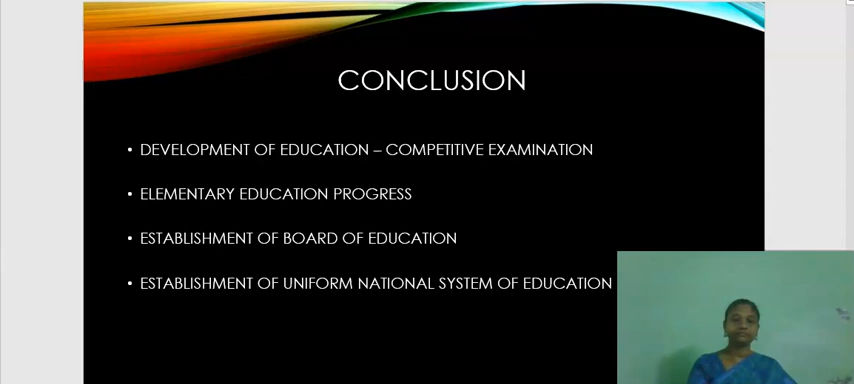 CONCLUSION
• DEVELOPMENT OF EDUCATION – COMPETITIVE EXAMINATION
• ELEMENTARY EDUCATION PROGRESS
• ESTABLISHMENT OF BOARD OF EDUCATION
• ESTABLISHMENT OF UNIFORM NATIONAL SYSTEM OF EDUCATION